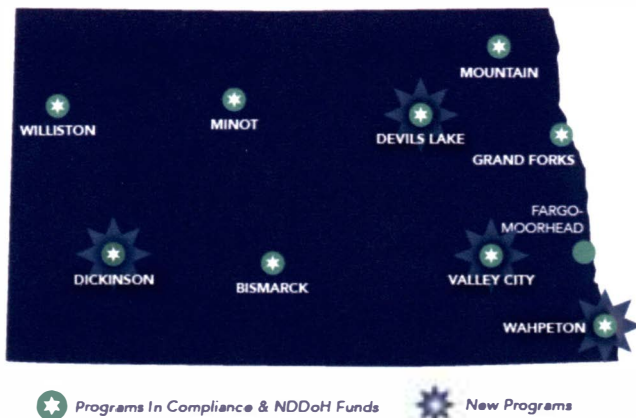 MOUNTAIN
WILLISTON
MINOT
DEVILS LAKE
GRAND FORKS
FARGO-
MOORHEAD
DICKINSON
BISMARCK
VALLEY CITY
WAHPETON
Programs In Compliance & NDDoH Funds
New Programs